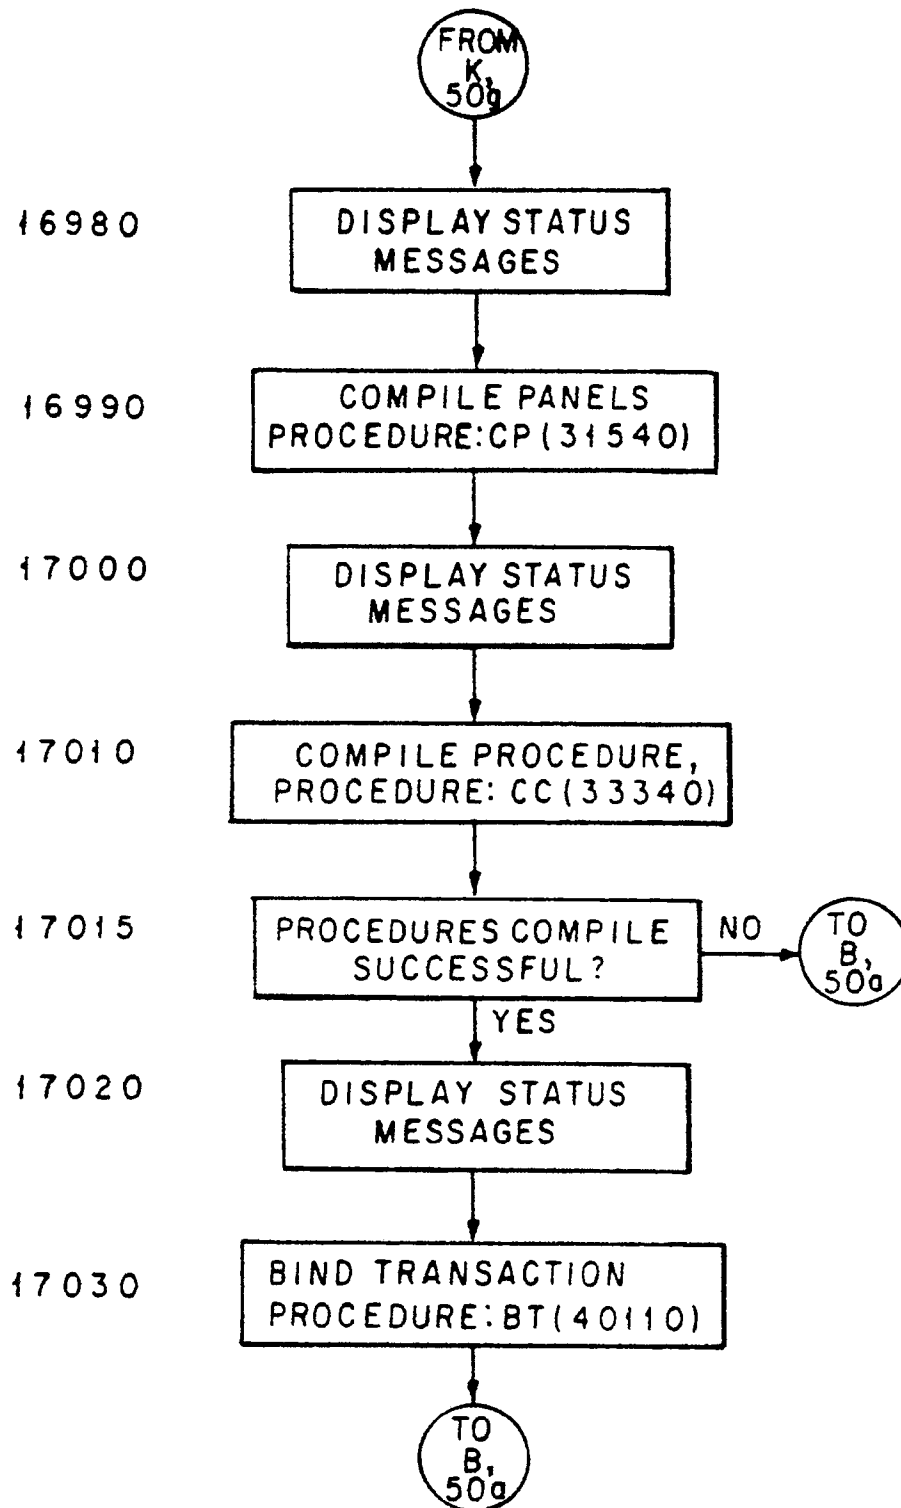 FROM
K,
50g
16980
DISPLAY STATUS
MESSAGES
16990
COMPILE PANELS
PROCEDURE:CP(31540)
17000
DISPLAY STATUS
MESSAGES
17010
COMPILE PROCEDURE,
PROCEDURE: CC(33340)
17015
PROCEDURES COMPILE
SUCCESSFUL?
NO
TO
B,
50a
YES
17020
DISPLAY STATUS
MESSAGES
17030
BIND TRANSACTION
PROCEDURE:BT(40110)
TO
B,
50a